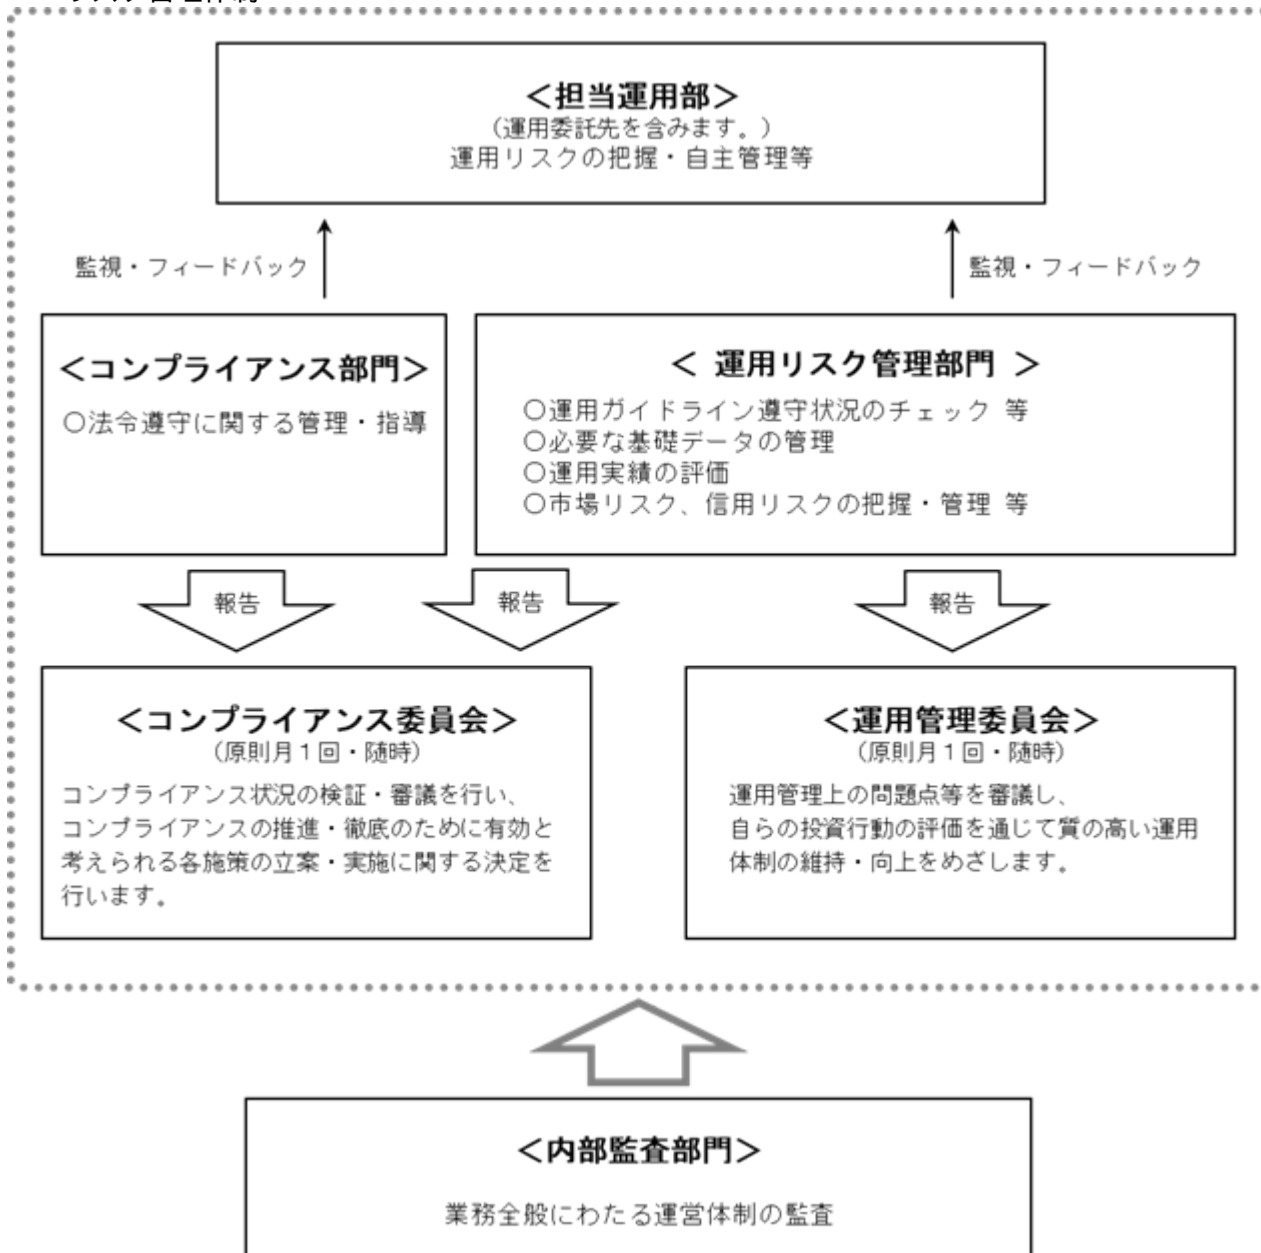 ＜担当運用部＞
（運用委託先を含みます。）
運用リスクの把握・自主管理等
監視・フィードバック
監視・フィードバック
＜コンプライアンス部門＞
○法令遵守に関する管理・指導
＜ 運用リスク管理部門 ＞
○運用ガイドライン遵守状況のチェック 等
○必要な基礎データの管理
○運用実績の評価
○市場リスク、信用リスクの把握・管理 等
報告
報告
報告
＜コンプライアンス委員会＞
（原則月１回・随時）
コンプライアンス状況の検証・審議を行い、
コンプライアンスの推進・徹底のために有効と
考えられる各施策の立案・実施に関する決定を
行います。
＜運用管理委員会＞
（原則月１回・随時）
運用管理上の問題点等を審議し、
自らの投資行動の評価を通じて質の高い運用
体制の維持・向上をめざします。
＜内部監査部門＞
業務全般にわたる運営体制の監査